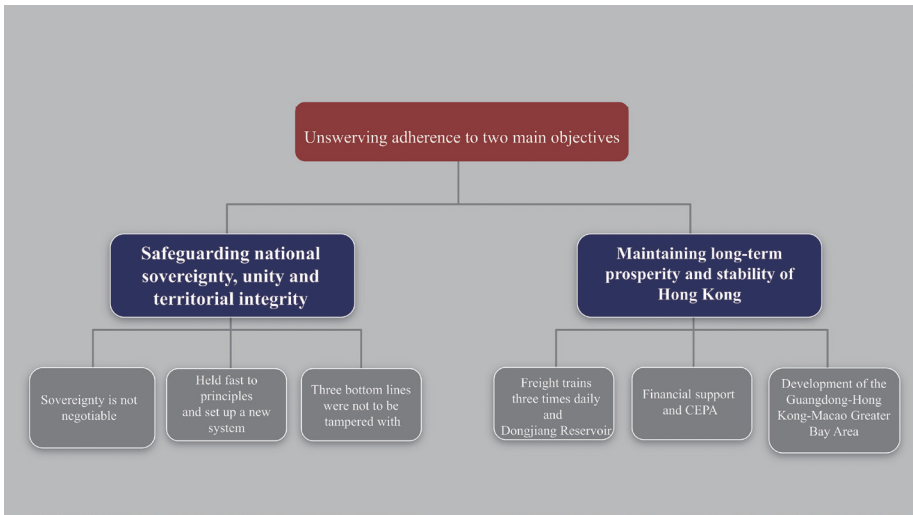 Unswerving adherence to two main objectives
Safeguarding national
sovereignty, unity and
territorial integrity
Maintaining long-term
prosperity and stability of
Hong Kong
Sovereignty is not
negotiable
Held fast to
principles
and set up a new
system
Three bottom lines
were not to be
tampered with
Freight trains
three times daily
and
Dongjiang Reservoir
Financial support
and CEPA
Development of the
Guangdong-Hong
Kong-Macao Greater
Bay Area